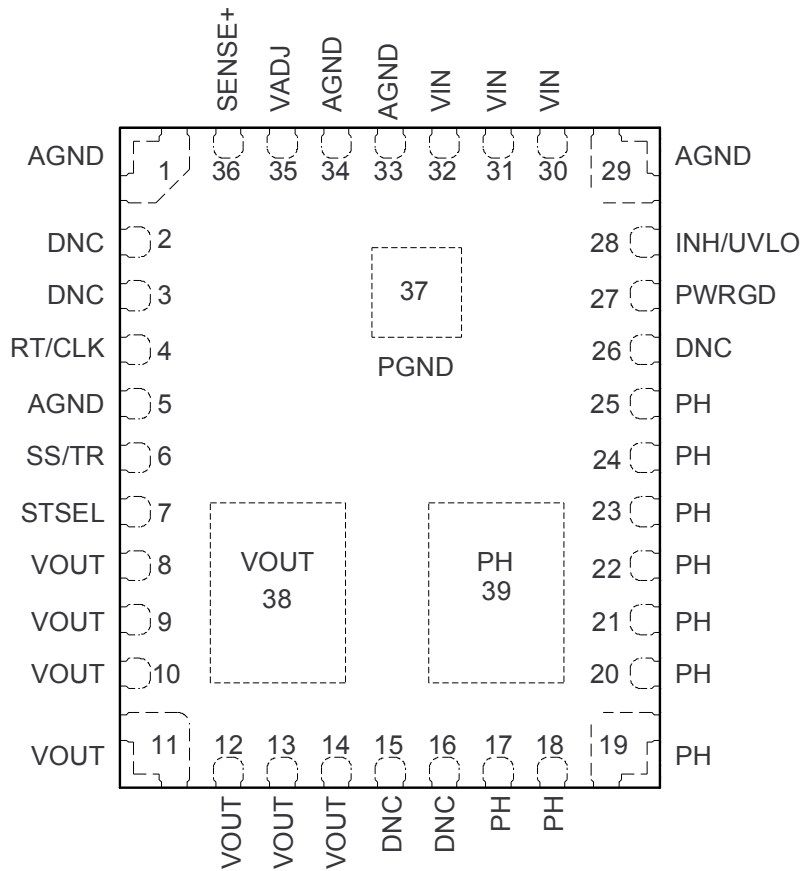 SENSE+ VADJ AGND AGND VIN VIN VIN
AGND 1 36 35 34 33 32 31 30 29 AGND
DNC 2 28 INH/UVLO
DNC 3 37 27 PWRGD
RT/CLK 4 26 DNC
PGND
AGND 5 25 PH
SS/TR 6 24 PH
STSEL 7 23 PH
VOUT 8 VOUT PH 22 PH
38 39
VOUT 9 21 PH
VOUT 10 20 PH
VOUT 11 12 13 14 15 16 17 18 19 PH
VOUT VOUT VOUT DNC DNC PH PH